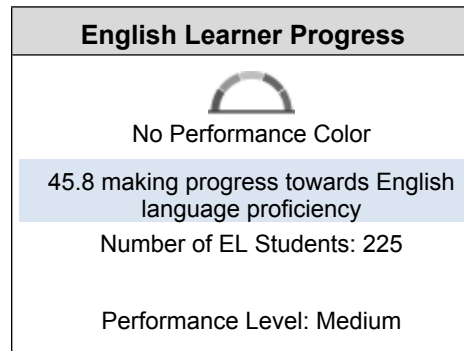 English Learner Progress
No Performance Color
45.8 making progress towards English
language proficiency
Number of EL Students: 225
Performance Level: Medium